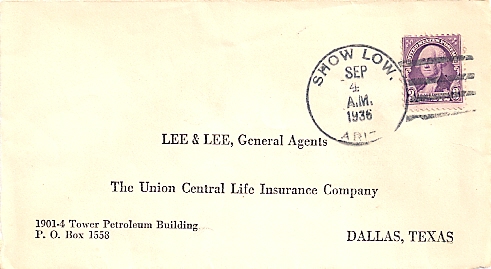 SHOW LOW,
SEP
4
A.M.
1936
ARIZ
LEE & LEE, General Agents
The Union Central Life Insurance Company
1901-4 Tower Petroleum Building
P. O. Box 1558
DALLAS, TEXAS